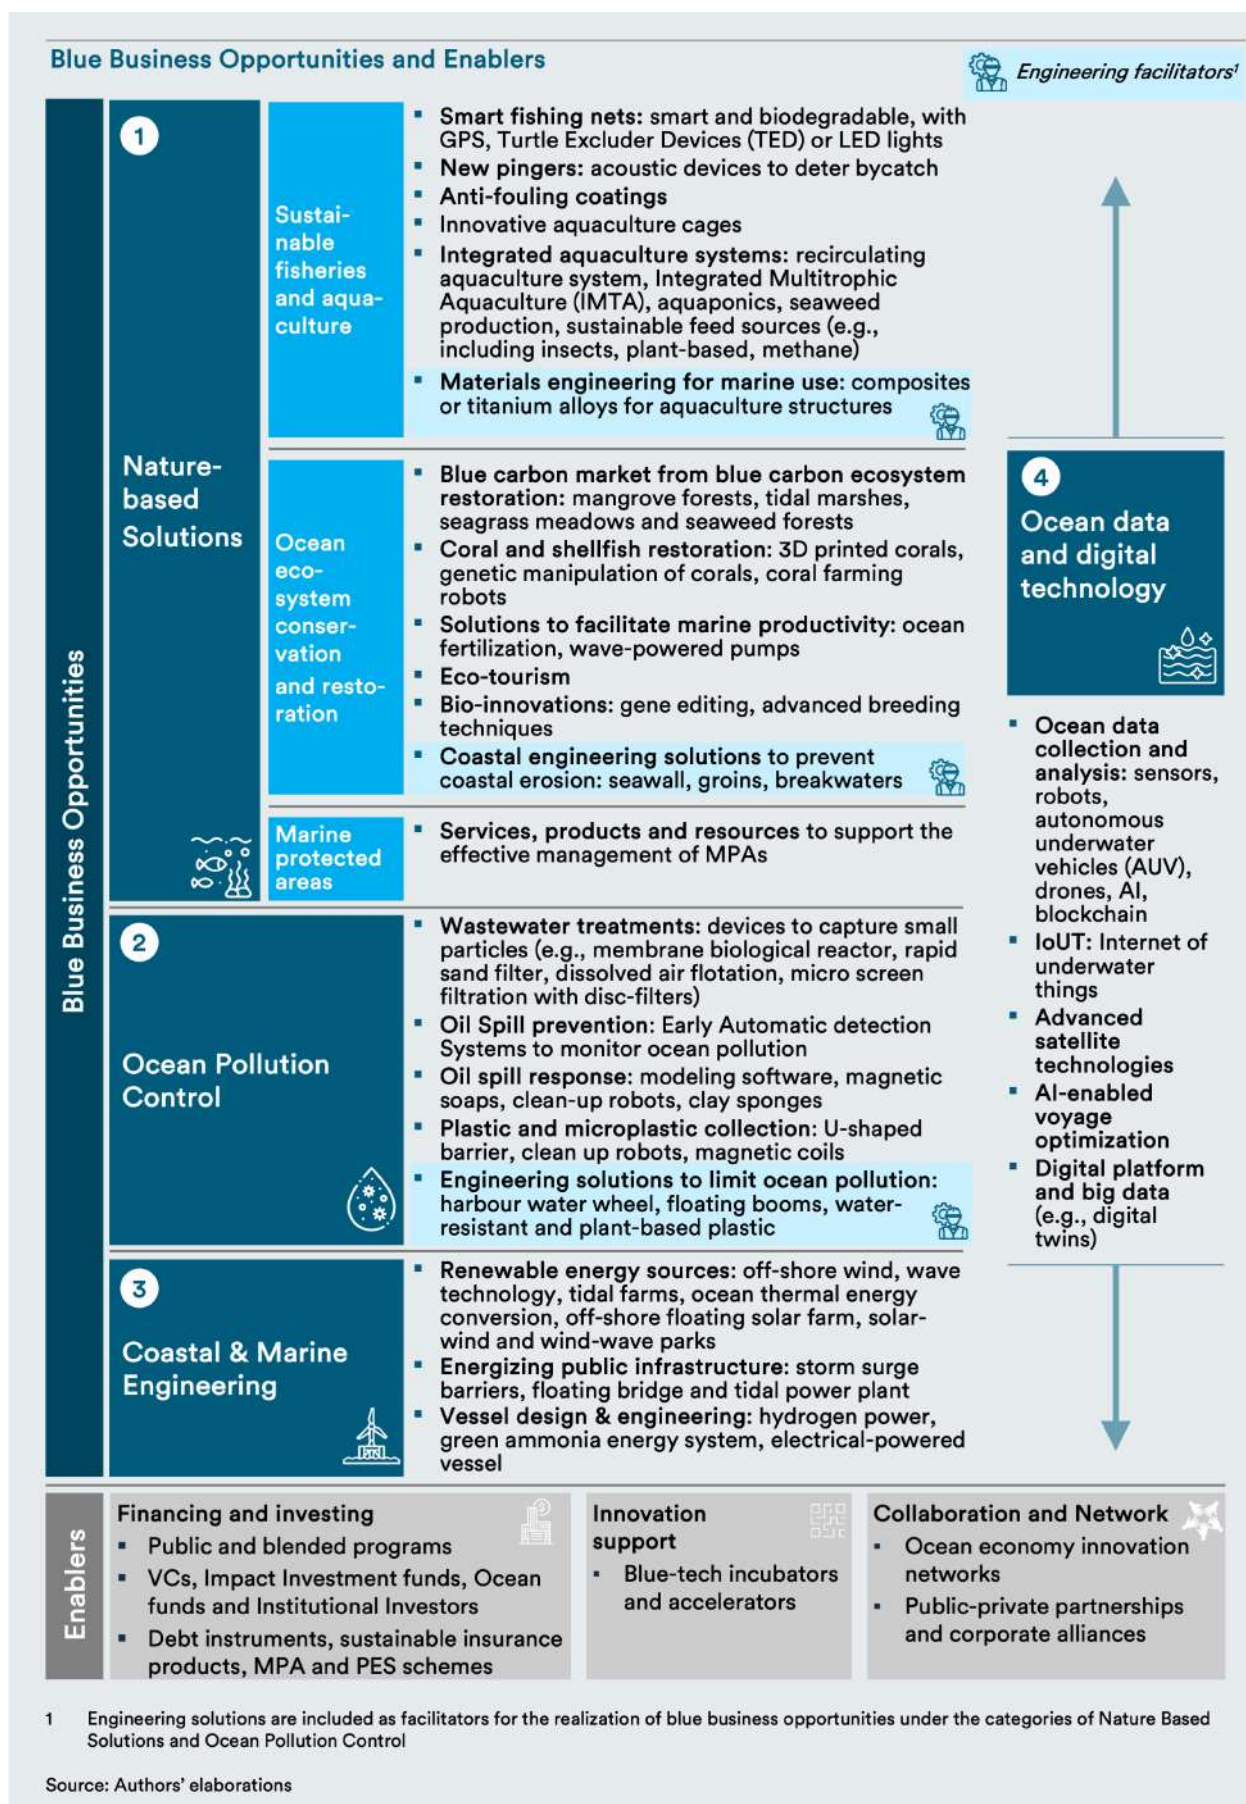 Blue Business Opportunities and Enablers
Engineering facilitators¹
Blue Business Opportunities
1
Nature-
based
Solutions
Sustai-
nable
fisheries
and aqua-
culture
▪ Smart fishing nets: smart and biodegradable, with
GPS, Turtle Excluder Devices (TED) or LED lights
▪ New pingers: acoustic devices to deter bycatch
▪ Anti-fouling coatings
▪ Innovative aquaculture cages
▪ Integrated aquaculture systems: recirculating
aquaculture system, Integrated Multitrophic
Aquaculture (IMTA), aquaponics, seaweed
production, sustainable feed sources (e.g.,
including insects, plant-based, methane)
▪ Materials engineering for marine use: composites
or titanium alloys for aquaculture structures
Ocean
eco-
system
conser-
vation
and resto-
ration
▪ Blue carbon market from blue carbon ecosystem
restoration: mangrove forests, tidal marshes,
seagrass meadows and seaweed forests
▪ Coral and shellfish restoration: 3D printed corals,
genetic manipulation of corals, coral farming
robots
▪ Solutions to facilitate marine productivity: ocean
fertilization, wave-powered pumps
▪ Eco-tourism
▪ Bio-innovations: gene editing, advanced breeding
techniques
▪ Coastal engineering solutions to prevent
coastal erosion: seawall, groins, breakwaters
Marine
protected
areas
▪ Services, products and resources to support the
effective management of MPAs
2
Ocean Pollution
Control
▪ Wastewater treatments: devices to capture small
particles (e.g., membrane biological reactor, rapid
sand filter, dissolved air flotation, micro screen
filtration with disc-filters)
▪ Oil Spill prevention: Early Automatic detection
Systems to monitor ocean pollution
▪ Oil spill response: modeling software, magnetic
soaps, clean-up robots, clay sponges
▪ Plastic and microplastic collection: U-shaped
barrier, clean up robots, magnetic coils
▪ Engineering solutions to limit ocean pollution:
harbour water wheel, floating booms, water-
resistant and plant-based plastic
3
Coastal & Marine
Engineering
▪ Renewable energy sources: off-shore wind, wave
technology, tidal farms, ocean thermal energy
conversion, off-shore floating solar farm, solar-
wind and wind-wave parks
▪ Energizing public infrastructure: storm surge
barriers, floating bridge and tidal power plant
▪ Vessel design & engineering: hydrogen power,
green ammonia energy system, electrical-powered
vessel
4
Ocean data
and digital
technology
▪ Ocean data
collection and
analysis: sensors,
robots,
autonomous
underwater
vehicles (AUV),
drones, AI,
blockchain
▪ IoUT: Internet of
underwater
things
▪ Advanced
satellite
technologies
▪ AI-enabled
voyage
optimization
▪ Digital platform
and big data
(e.g., digital
twins)
Enablers
Financing and investing
▪ Public and blended programs
▪ VCs, Impact Investment funds, Ocean
funds and Institutional Investors
▪ Debt instruments, sustainable insurance
products, MPA and PES schemes
Innovation
support
▪ Blue-tech incubators
and accelerators
Collaboration and Network
▪ Ocean economy innovation
networks
▪ Public-private partnerships
and corporate alliances
1 Engineering solutions are included as facilitators for the realization of blue business opportunities under the categories of Nature Based
Solutions and Ocean Pollution Control
Source: Authors' elaborations